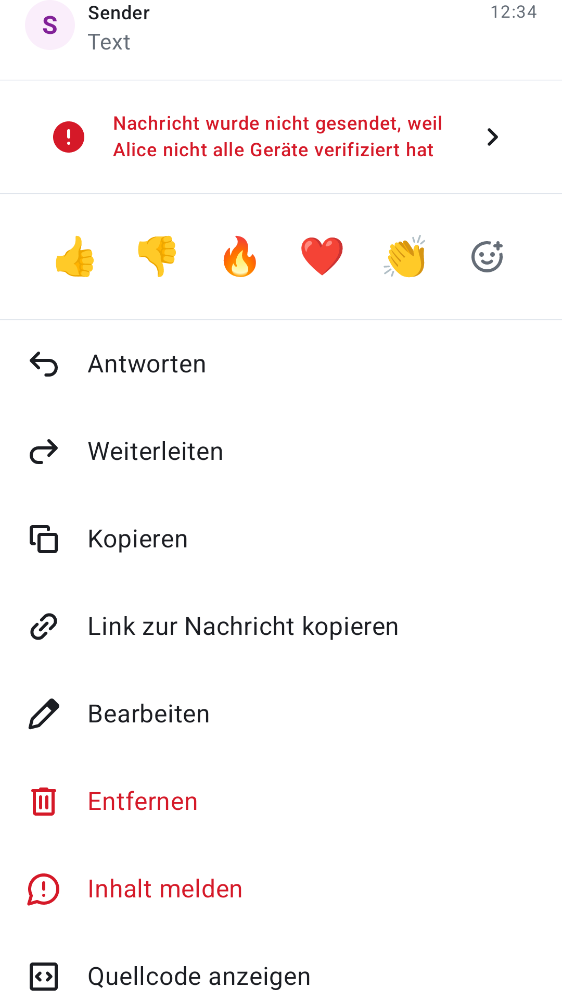 S
Sender
12:34
Text
Nachricht wurde nicht gesendet, weil
Alice nicht alle Geräte verifiziert hat
Antworten
Weiterleiten
Kopieren
Link zur Nachricht kopieren
Bearbeiten
Entfernen
Inhalt melden
Quellcode anzeigen